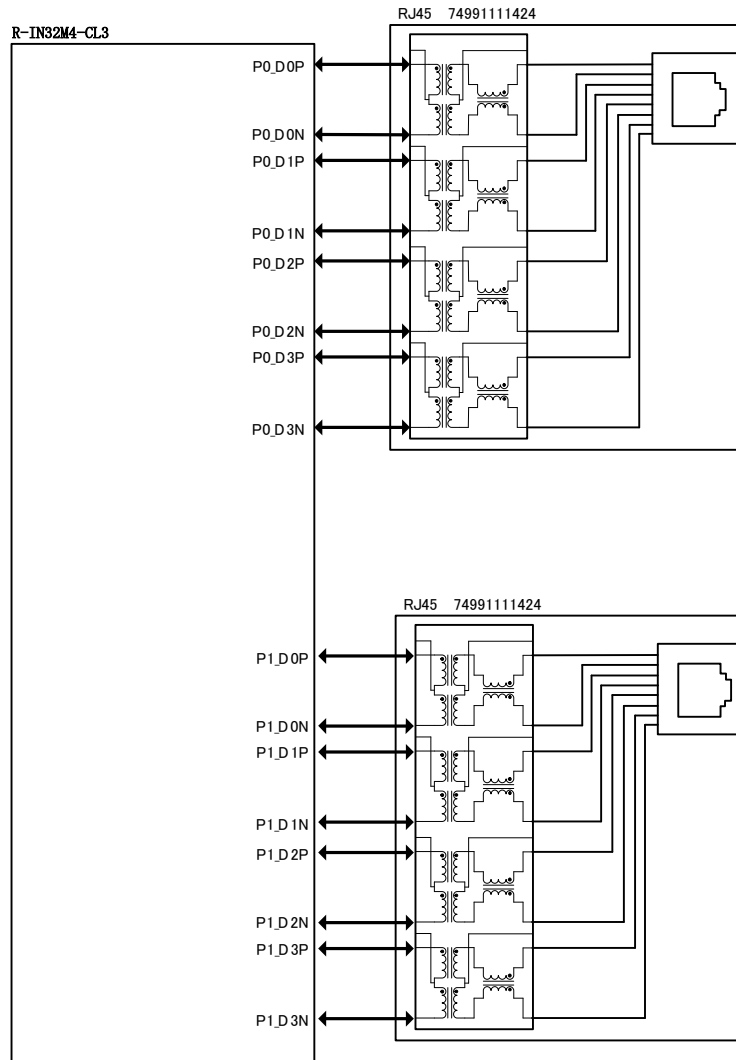 RJ45 74991111424
R-IN32M4-CL3
P0_D0P
P0_D0N
P0_D1P
P0_D1N
P0_D2P
P0_D2N
P0_D3P
P0_D3N
RJ45 74991111424
P1_D0P
P1_D0N
P1_D1P
P1_D1N
P1_D2P
P1_D2N
P1_D3P
P1_D3N